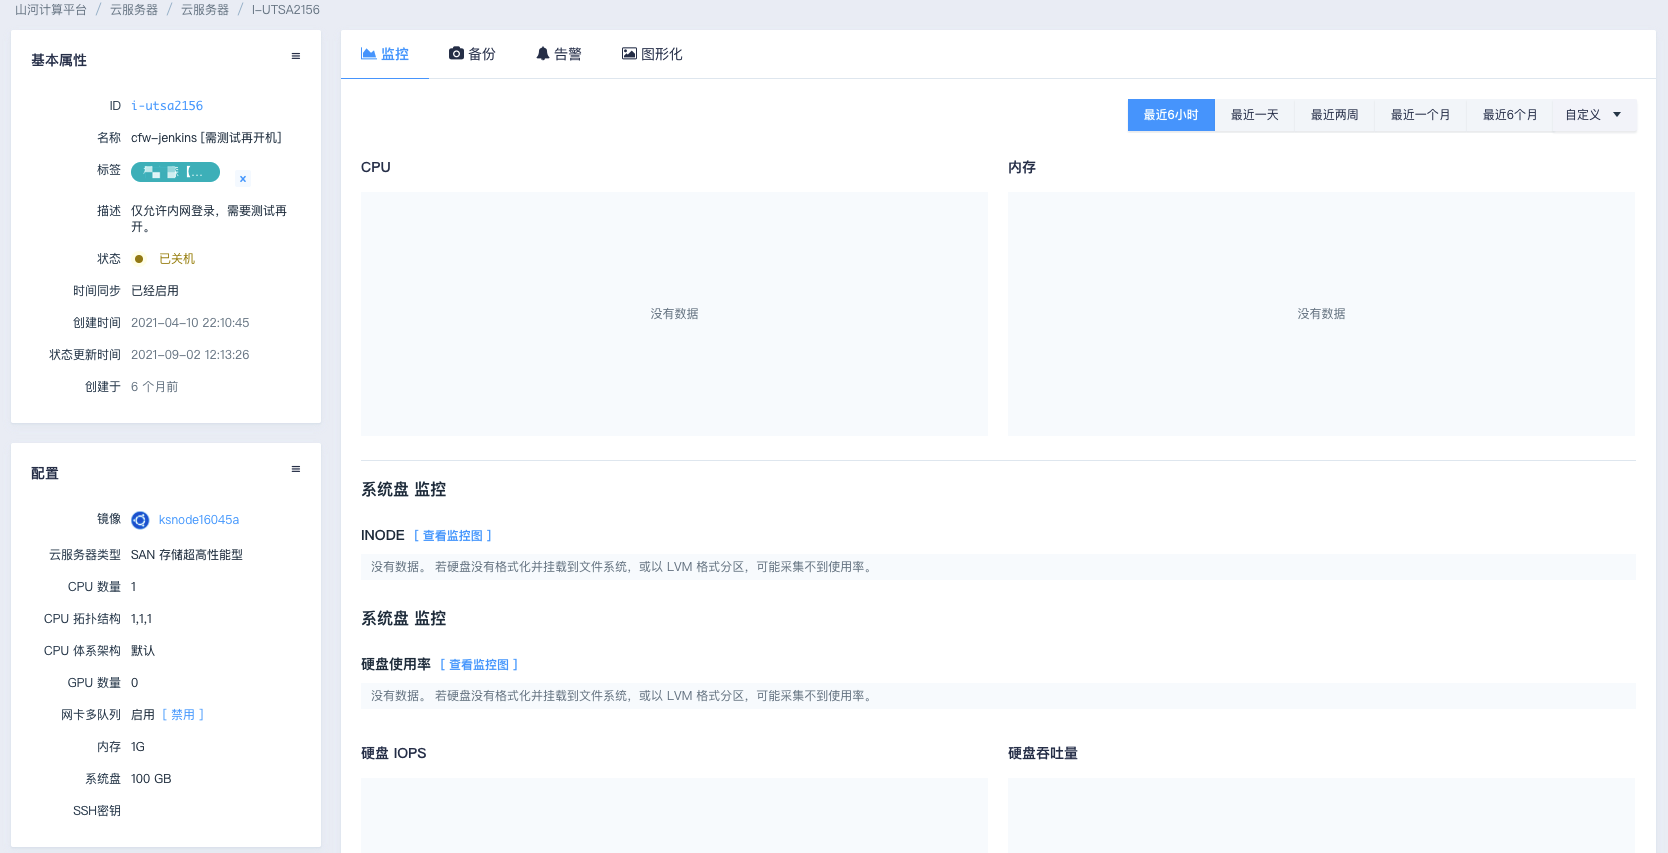 山河计算平台 / 云服务器 / 云服务器 / I-UTSA2156
基本属性
ID i-utsa2156
名称 cfw-jenkins [需测试再开机]
标签 【...
×
描述 仅允许内网登录，需要测试再
开。
状态 已关机
时间同步 已经启用
创建时间 2021-04-10 22:10:45
状态更新时间 2021-09-02 12:13:26
创建于 6 个月前
配置
镜像 ksnode16045a
云服务器类型 SAN 存储超高性能型
CPU 数量 1
CPU 拓扑结构 1,1,1
CPU 体系架构 默认
GPU 数量 0
网卡多队列 启用 [ 禁用 ]
内存 1G
系统盘 100 GB
SSH密钥
监控 备份 告警 图形化
最近6小时 最近一天 最近两周 最近一个月 最近6个月 自定义
CPU
没有数据
内存
没有数据
系统盘 监控
INODE [ 查看监控图 ]
没有数据。 若硬盘没有格式化并挂载到文件系统，或以 LVM 格式分区，可能采集不到使用率。
系统盘 监控
硬盘使用率 [ 查看监控图 ]
没有数据。 若硬盘没有格式化并挂载到文件系统，或以 LVM 格式分区，可能采集不到使用率。
硬盘 IOPS
硬盘吞吐量